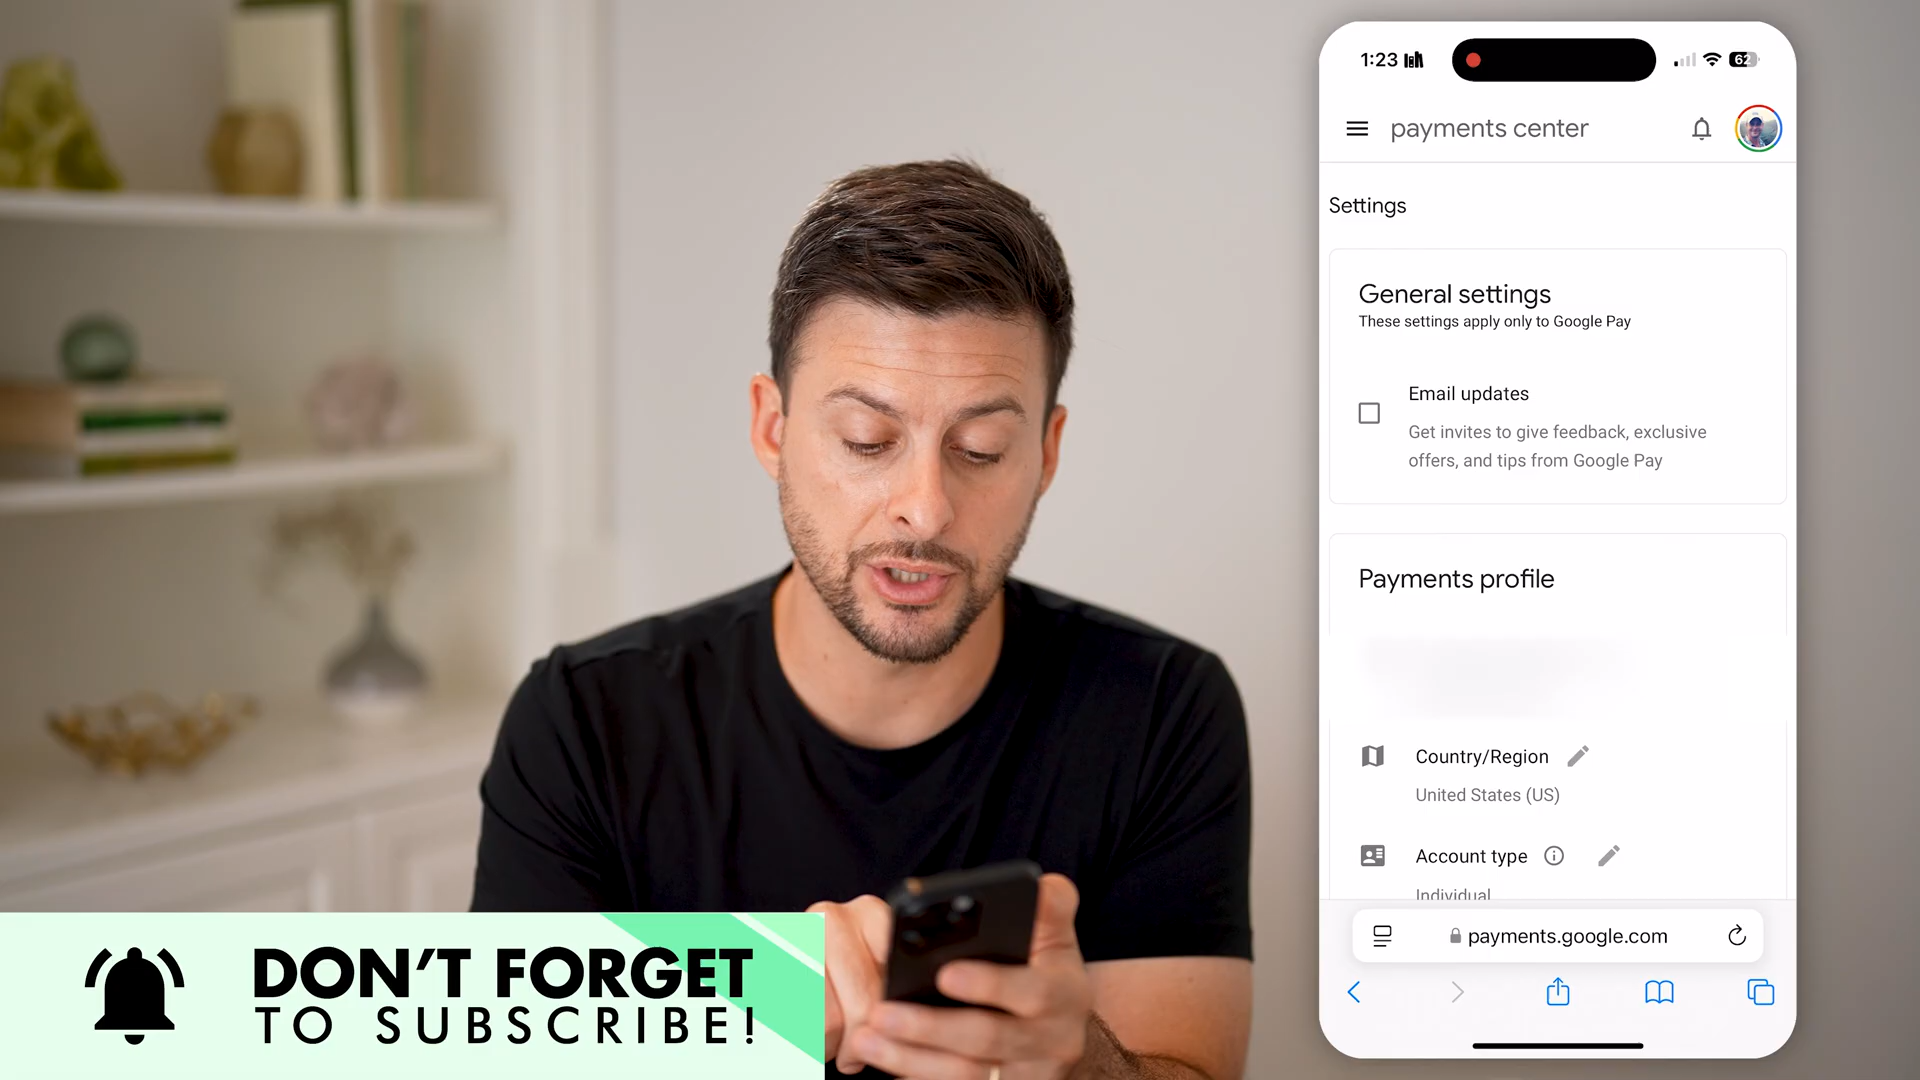 1:23
62
payments center
Settings
General settings
These settings apply only to Google Pay
Email updates
Get invites to give feedback, exclusive
offers, and tips from Google Pay
Payments profile
Country/Region
United States (US)
Account type
Individual
payments.google.com
DON'T FORGET
TO SUBSCRIBE!